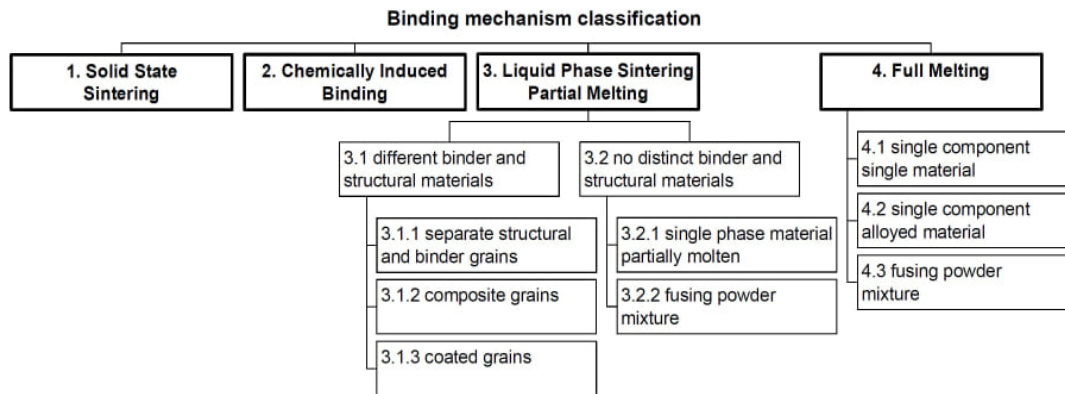 Binding mechanism classification
1. Solid State
Sintering
2. Chemically Induced
Binding
3. Liquid Phase Sintering
Partial Melting
4. Full Melting
3.1 different binder and
structural materials
3.1.1 separate structural
and binder grains
3.1.2 composite grains
3.1.3 coated grains
3.2 no distinct binder and
structural materials
3.2.1 single phase material
partially molten
3.2.2 fusing powder
mixture
4.1 single component
single material
4.2 single component
alloyed material
4.3 fusing powder
mixture